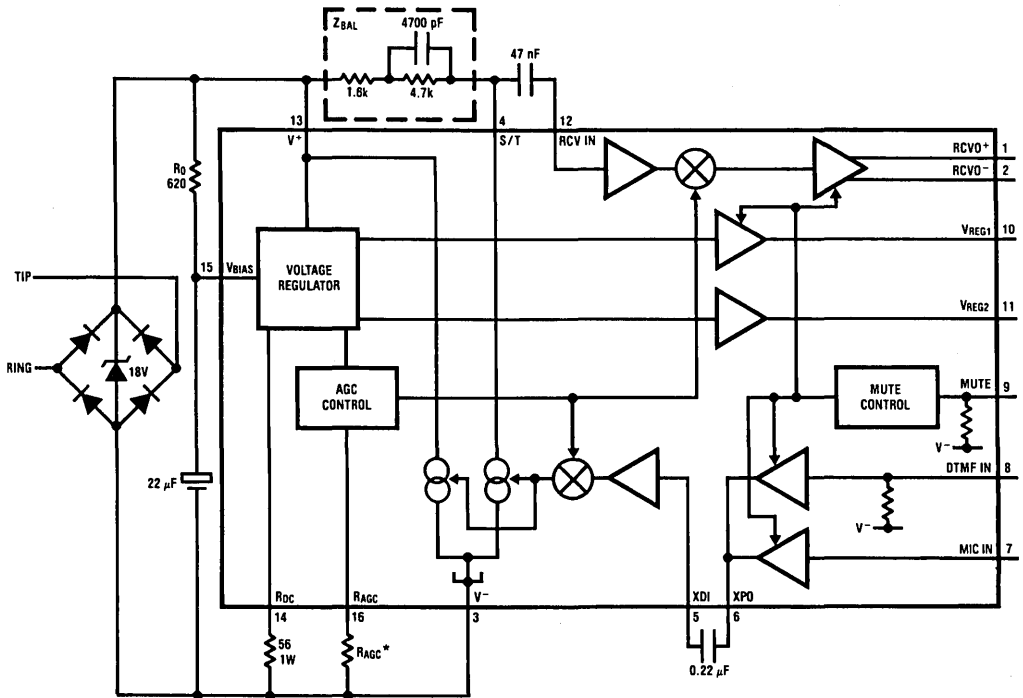 ZBAL
4700 pF
47 nF
1.6k
4.7k
13
V+
4
S/T
12
RCV IN
RCVO+
1
RCVO−
2
R0
620
VREG1
10
15
VBIAS
VOLTAGE
REGULATOR
TIP
VREG2
11
RING
18V
AGC
CONTROL
MUTE
CONTROL
MUTE
9
V−
DTMF IN
8
22 μF
V−
MIC IN
7
RDC
14
RAGC
16
V−
3
XDI
5
XPO
6
56
1W
RAGC*
0.22 μF